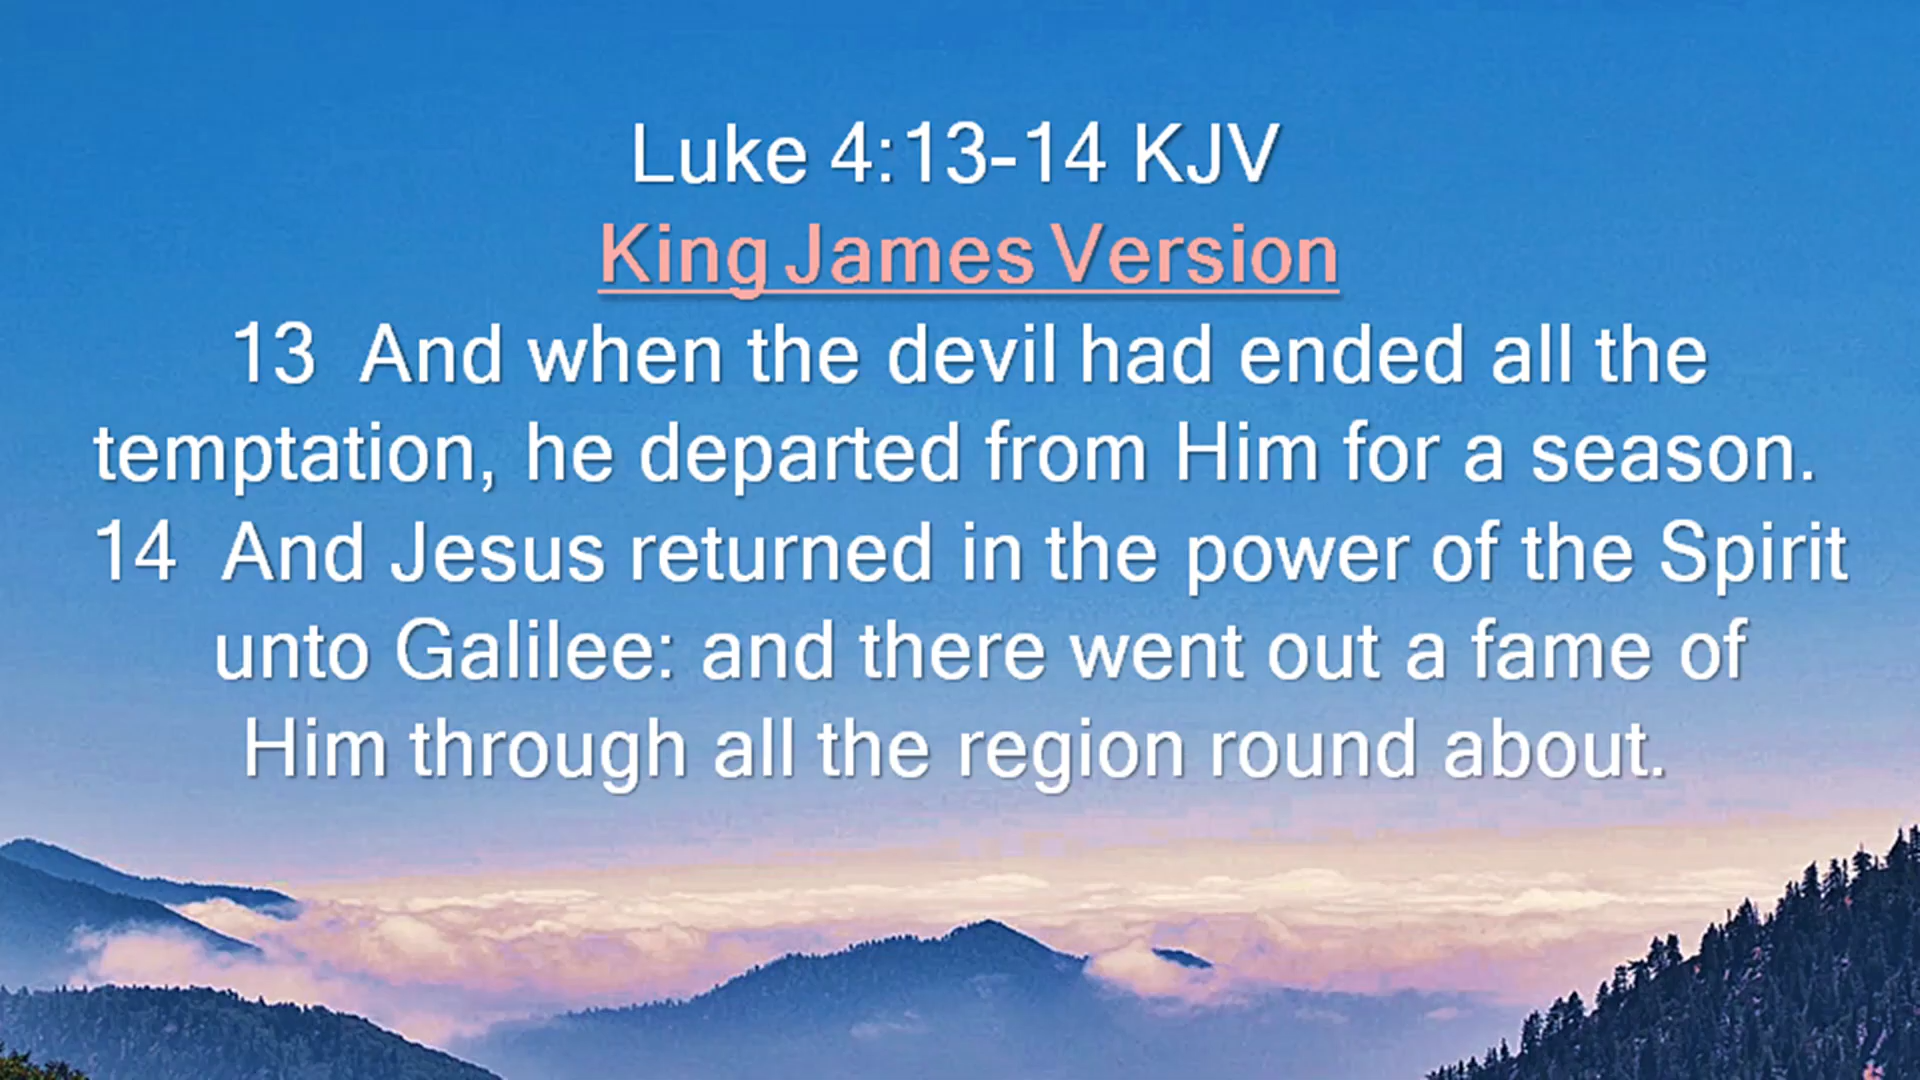 Luke 4:13-14 KJV
King James Version
13 And when the devil had ended all the
temptation, he departed from Him for a season.
14 And Jesus returned in the power of the Spirit
unto Galilee: and there went out a fame of
Him through all the region round about.